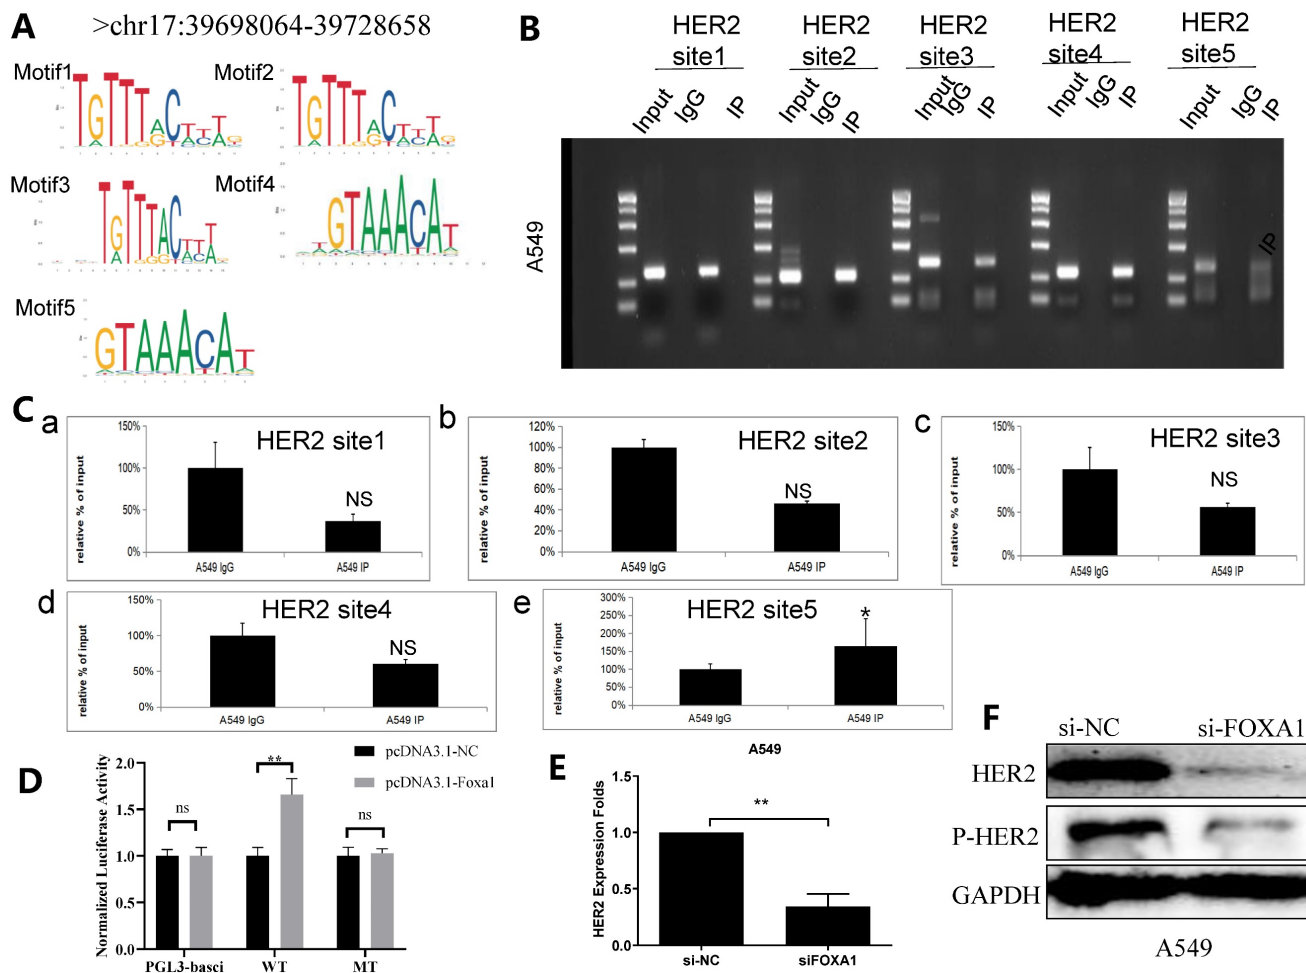 A
>chr17:39698064-39728658
Motif1
Motif2
Motif3
Motif4
Motif5
B
HER2 site1
HER2 site2
HER2 site3
HER2 site4
HER2 site5
Input IgG IP
Input IgG IP
Input IgG IP
Input IgG IP
Input IgG IP
A549
IP
C
a
HER2 site1
relative % of input
150%
100%
50%
0%
NS
A549 IgG
A549 IP
b
HER2 site2
relative % of input
120%
100%
80%
60%
40%
20%
0%
NS
A549 IgG
A549 IP
c
HER2 site3
relative % of input
150%
100%
50%
0%
NS
A549 IgG
A549 IP
d
HER2 site4
relative % of input
150%
100%
50%
0%
NS
A549 IgG
A549 IP
e
HER2 site5
relative % of input
300%
250%
200%
150%
100%
50%
0%
*
A549 IgG
A549 IP
D
pcDNA3.1-NC
pcDNA3.1-Foxa1
Normalized Luciferase Activity
2.0
1.5
1.0
0.5
0.0
ns
**
ns
PGL3-basci
WT
MT
E
A549
HER2 Expression Folds
1.5
1.0
0.5
0.0
**
si-NC
siFOXA1
F
si-NC
si-FOXA1
HER2
P-HER2
GAPDH
A549